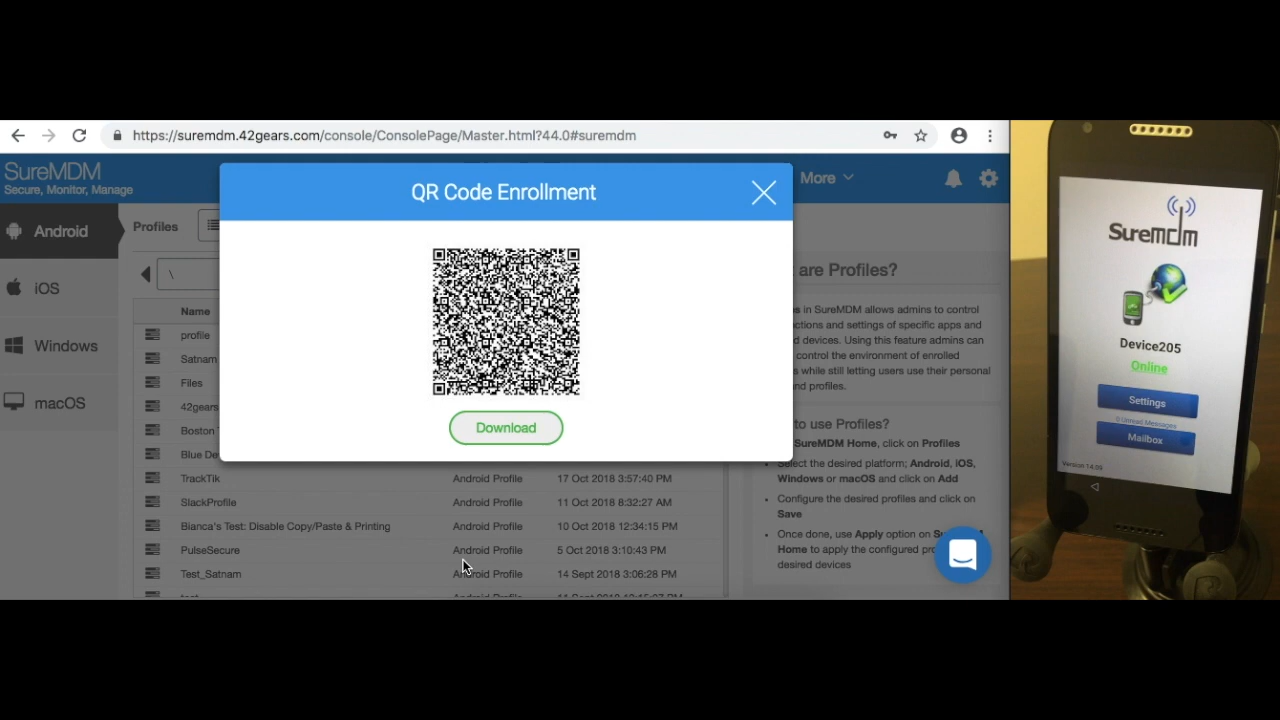 https://suremdm.42gears.com/console/ConsolePage/Master.html?44.0#suremdm
SureMDM
Secure, Monitor, Manage
More
QR Code Enrollment
Download
Android
iOS
Windows
macOS
Profiles
\
Name
profile
Satnam
Files
42gears
Boston
Blue De
TrackTik Android Profile 17 Oct 2018 3:57:40 PM
SlackProfile Android Profile 11 Oct 2018 8:32:27 AM
Bianca's Test: Disable Copy/Paste & Printing Android Profile 10 Oct 2018 12:34:15 PM
PulseSecure Android Profile 5 Oct 2018 3:10:43 PM
Test_Satnam Android Profile 14 Sept 2018 3:06:28 PM
are Profiles?
in SureMDM allows admins to control
ctions and settings of specific apps and
d devices. Using this feature admins can
control the environment of enrolled
while still letting users use their personal
and profiles.
to use Profiles?
SureMDM Home, click on Profiles
• Select the desired platform; Android, iOS,
Windows or macOS and click on Add
• Configure the desired profiles and click on
Save
• Once done, use Apply option on
Home to apply the configured
desired devices
Suremdm
Device205
Online
Settings
0 Unread Messages
Mailbox
Version 14.09